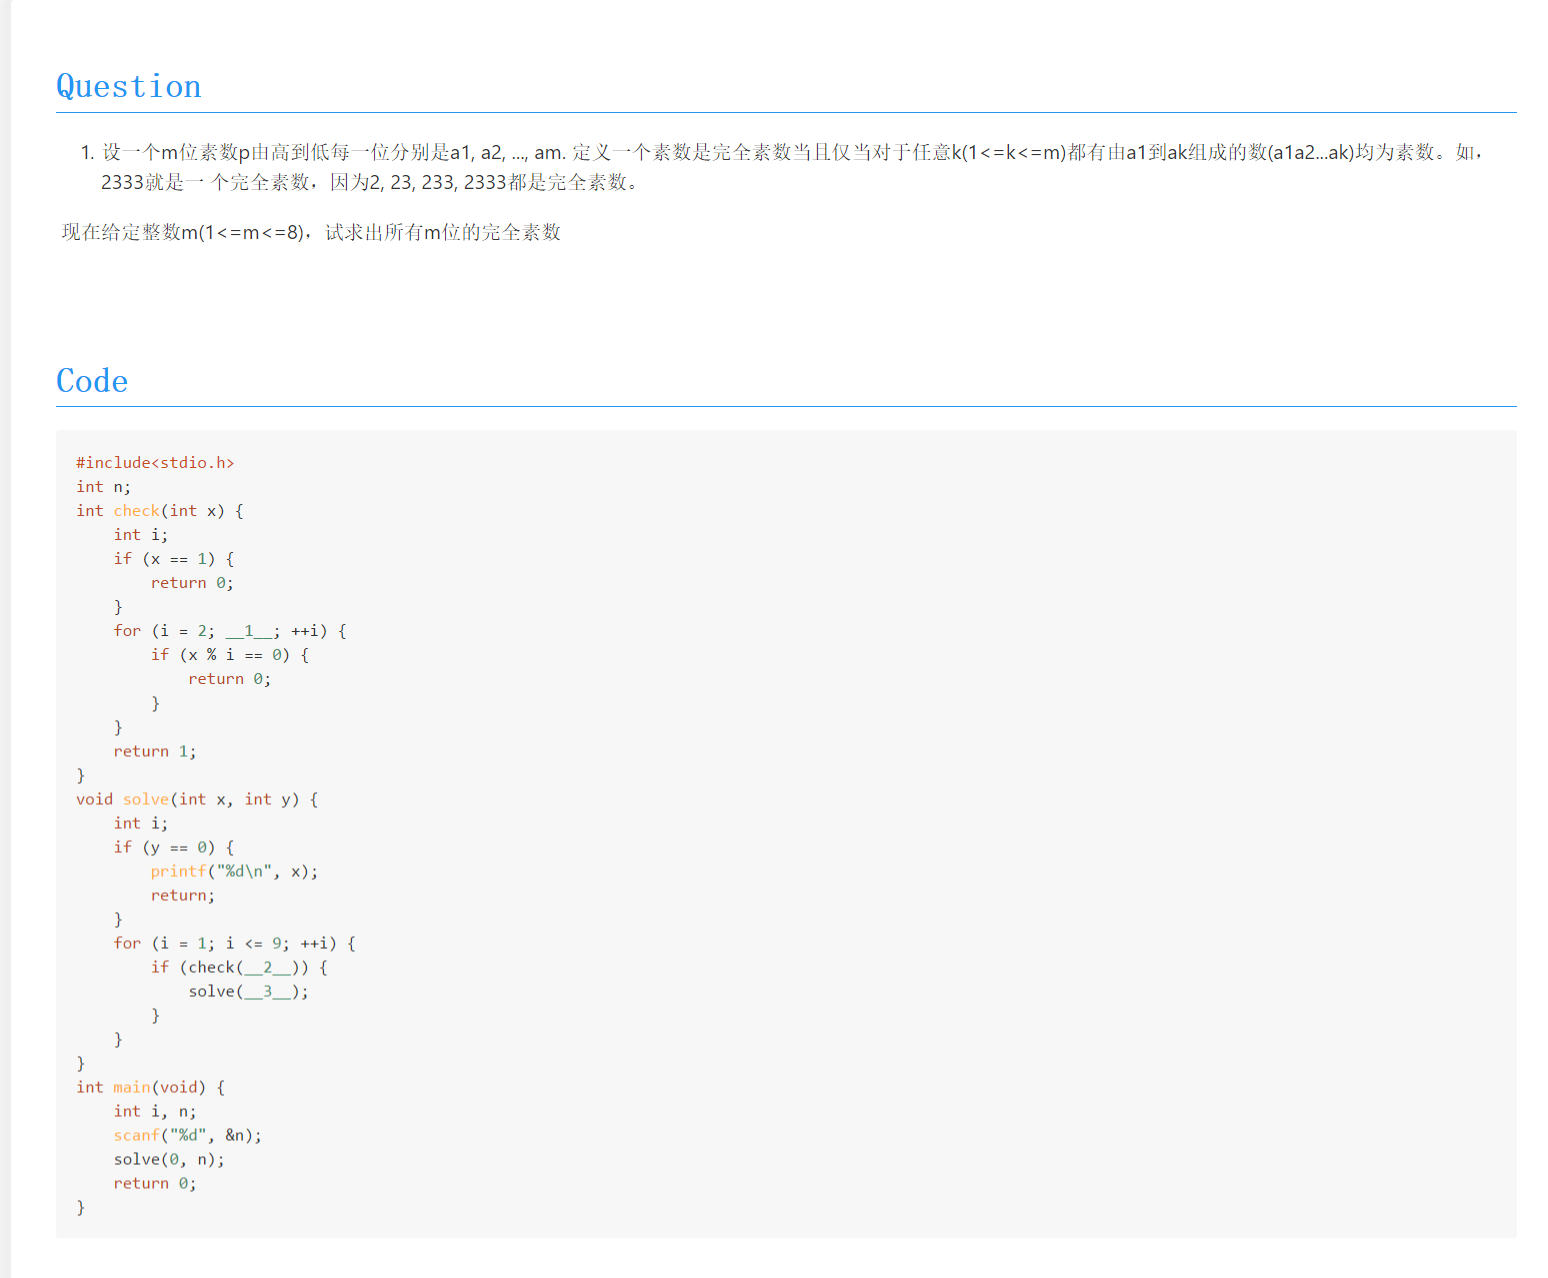 Question
1. 设一个m位素数p由高到低每一位分别是a1, a2, ..., am. 定义一个素数是完全素数当且仅当对于任意k(1<=k<=m)都有由a1到ak组成的数(a1a2...ak)均为素数。如，
2333就是一 个完全素数，因为2, 23, 233, 2333都是完全素数。
现在给定整数m(1<=m<=8)，试求出所有m位的完全素数
Code
#include<stdio.h>
int n;
int check(int x) {
    int i;
    if (x == 1) {
        return 0;
    }
    for (i = 2; __1__; ++i) {
        if (x % i == 0) {
            return 0;
        }
    }
    return 1;
}
void solve(int x, int y) {
    int i;
    if (y == 0) {
        printf("%d\n", x);
        return;
    }
    for (i = 1; i <= 9; ++i) {
        if (check(__2__)) {
            solve(__3__);
        }
    }
}
int main(void) {
    int i, n;
    scanf("%d", &n);
    solve(0, n);
    return 0;
}